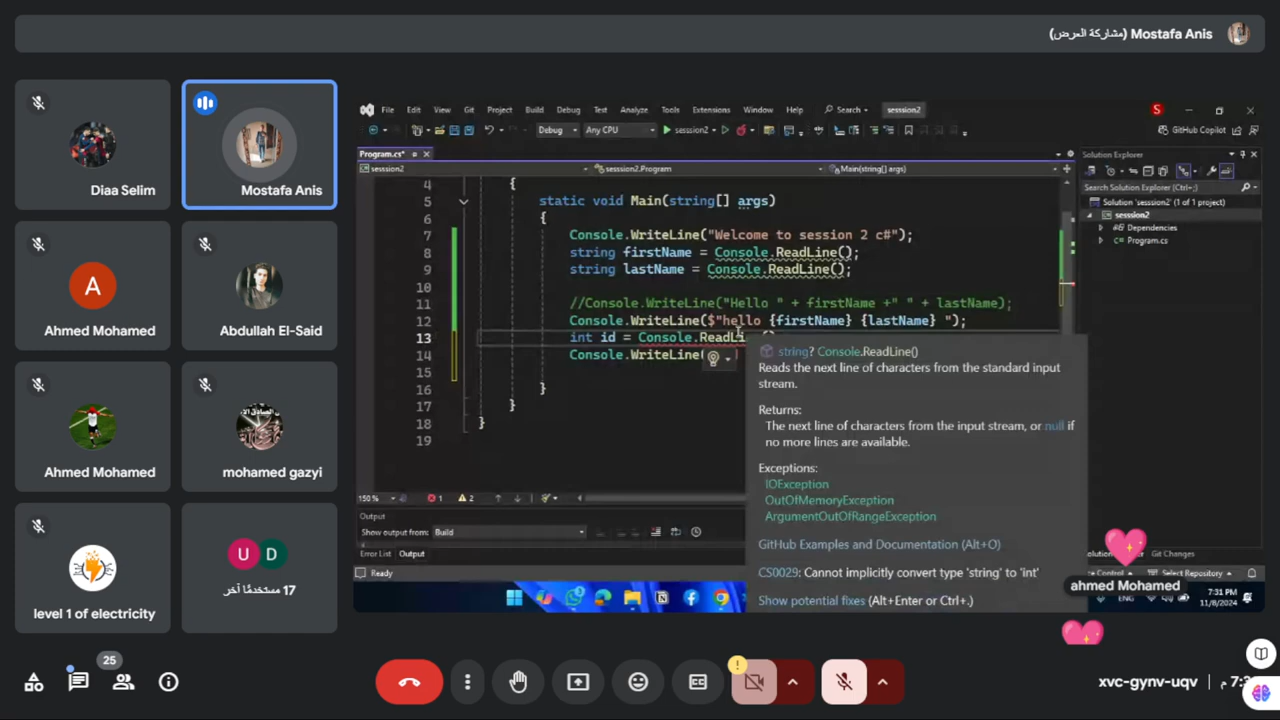 Mostafa Anis (مشاركة العرض)
Diaa Selim
Mostafa Anis
A
Ahmed Mohamed
Abdullah El-Said
Ahmed Mohamed
mohamed gazyi
level 1 of electricity
U D
17 مستخدمًا آخر
File Edit View Git Project Build Debug Test Analyze Tools Extensions Window Help Search sesssion2
Debug Any CPU sesssion2 GitHub Copilot
Program.cs*
sesssion2 sesssion2.Program Main(string[] args)
4 {
5 static void Main(string[] args)
6 {
7 Console.WriteLine("Welcome to session 2 c#");
8 string firstName = Console.ReadLine();
9 string lastName = Console.ReadLine();
10
11 //Console.WriteLine("Hello " + firstName +" " + lastName);
12 Console.WriteLine($"hello {firstName} {lastName} ");
13 int id = Console.ReadLi
14 Console.WriteLine(
15
16 }
17 }
18 }
19
string? Console.ReadLine()
Reads the next line of characters from the standard input
stream.
Returns:
The next line of characters from the input stream, or null if
no more lines are available.
Exceptions:
IOException
OutOfMemoryException
ArgumentOutOfRangeException
GitHub Examples and Documentation (Alt+O)
CS0029: Cannot implicitly convert type 'string' to 'int'
Show potential fixes (Alt+Enter or Ctrl+.)
150 % 1 2
Output
Show output from: Build
Error List Output
Ready
Solution Explorer
Search Solution Explorer (Ctrl+;)
Solution 'sesssion2' (1 of 1 project)
sesssion2
Dependencies
Program.cs
Git Changes
Select Repository
ahmed Mohamed
ENG
7:31 PM
11/8/2024
25
CC
xvc-gynv-uqv